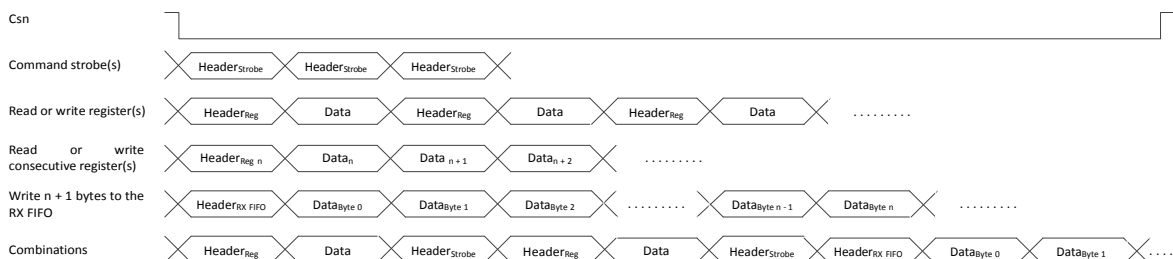 Csn
Command strobe(s) HeaderStrobe HeaderStrobe HeaderStrobe
Read or write register(s) HeaderReg Data HeaderReg Data HeaderReg Data . . . . . . . . .
Read or write
consecutive register(s) HeaderReg n Datan Data n + 1 Datan + 2 . . . . . . . . .
Write n + 1 bytes to the
RX FIFO HeaderRX FIFO DataByte 0 DataByte 1 DataByte 2 . . . . . . . . . DataByte n - 1 DataByte n . . . . . . . . .
Combinations HeaderReg Data HeaderStrobe HeaderReg Data HeaderStrobe HeaderRX FIFO DataByte 0 DataByte 1 . . . .